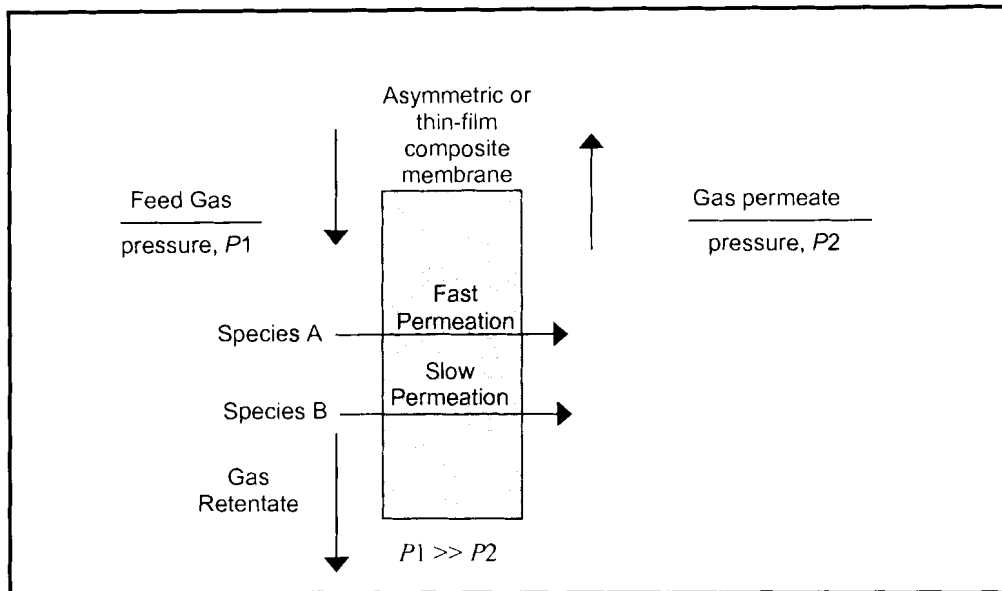 Asymmetric or
thin-film
composite
membrane
Feed Gas
pressure, P1
Gas permeate
pressure, P2
Fast
Permeation
Species A
Slow
Permeation
Species B
Gas
Retentate
P1 >> P2